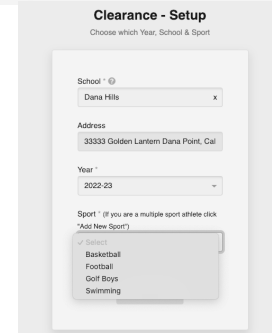 Clearance - Setup
Choose which Year, School & Sport
School *
Dana Hills x
Address
33333 Golden Lantern Dana Point, Cal
Year *
2022-23
Sport * (If you are a multiple sport athlete click
"Add New Sport")
✓ Select
Basketball
Football
Golf Boys
Swimming